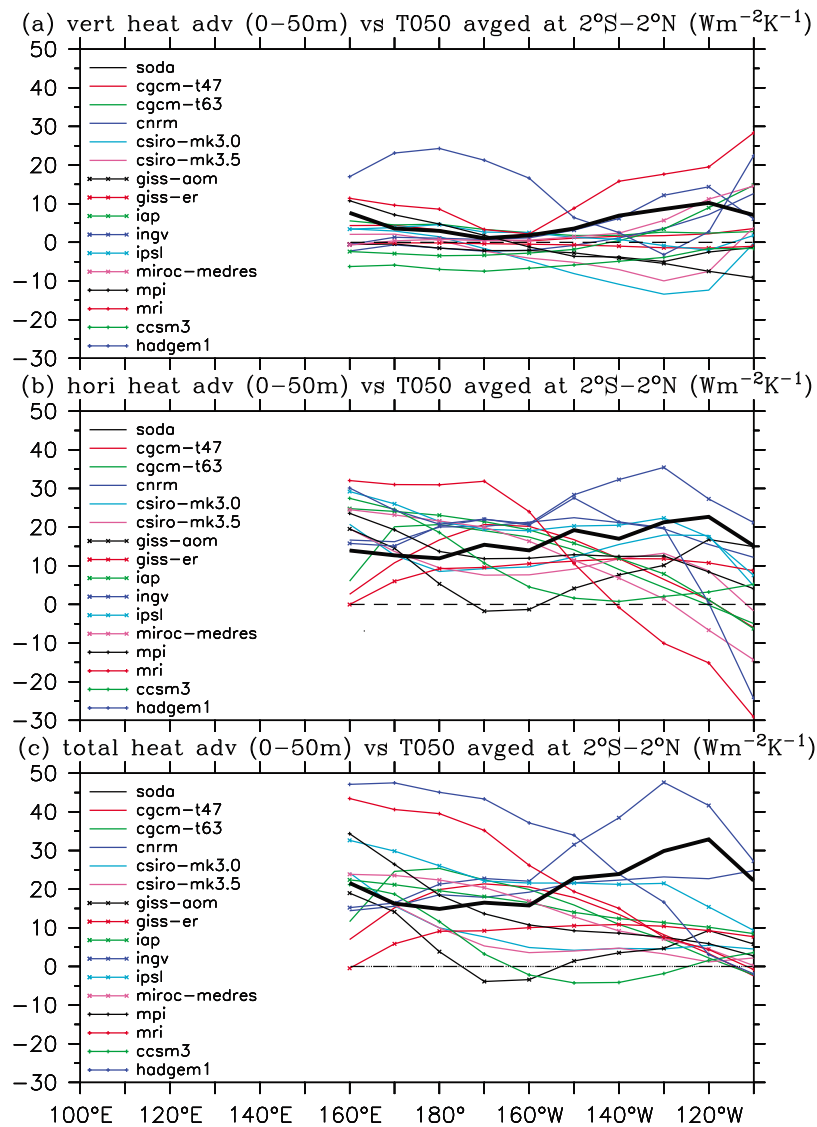 (a) vert heat adv (0−50m) vs T050 avged at 2°S−2°N (Wm⁻²K⁻¹)
50
40
30
20
10
0
−10
−20
−30
soda
cgcm−t47
cgcm−t63
cnrm
csiro−mk3.0
csiro−mk3.5
giss−aom
giss−er
iap
ingv
ipsl
miroc−medres
mpi
mri
ccsm3
hadgem1
(b) hori heat adv (0−50m) vs T050 avged at 2°S−2°N (Wm⁻²K⁻¹)
50
40
30
20
10
0
−10
−20
−30
soda
cgcm−t47
cgcm−t63
cnrm
csiro−mk3.0
csiro−mk3.5
giss−aom
giss−er
iap
ingv
ipsl
miroc−medres
mpi
mri
ccsm3
hadgem1
(c) total heat adv (0−50m) vs T050 avged at 2°S−2°N (Wm⁻²K⁻¹)
50
40
30
20
10
0
−10
−20
−30
soda
cgcm−t47
cgcm−t63
cnrm
csiro−mk3.0
csiro−mk3.5
giss−aom
giss−er
iap
ingv
ipsl
miroc−medres
mpi
mri
ccsm3
hadgem1
100°E 120°E 140°E 160°E 180° 160°W 140°W 120°W